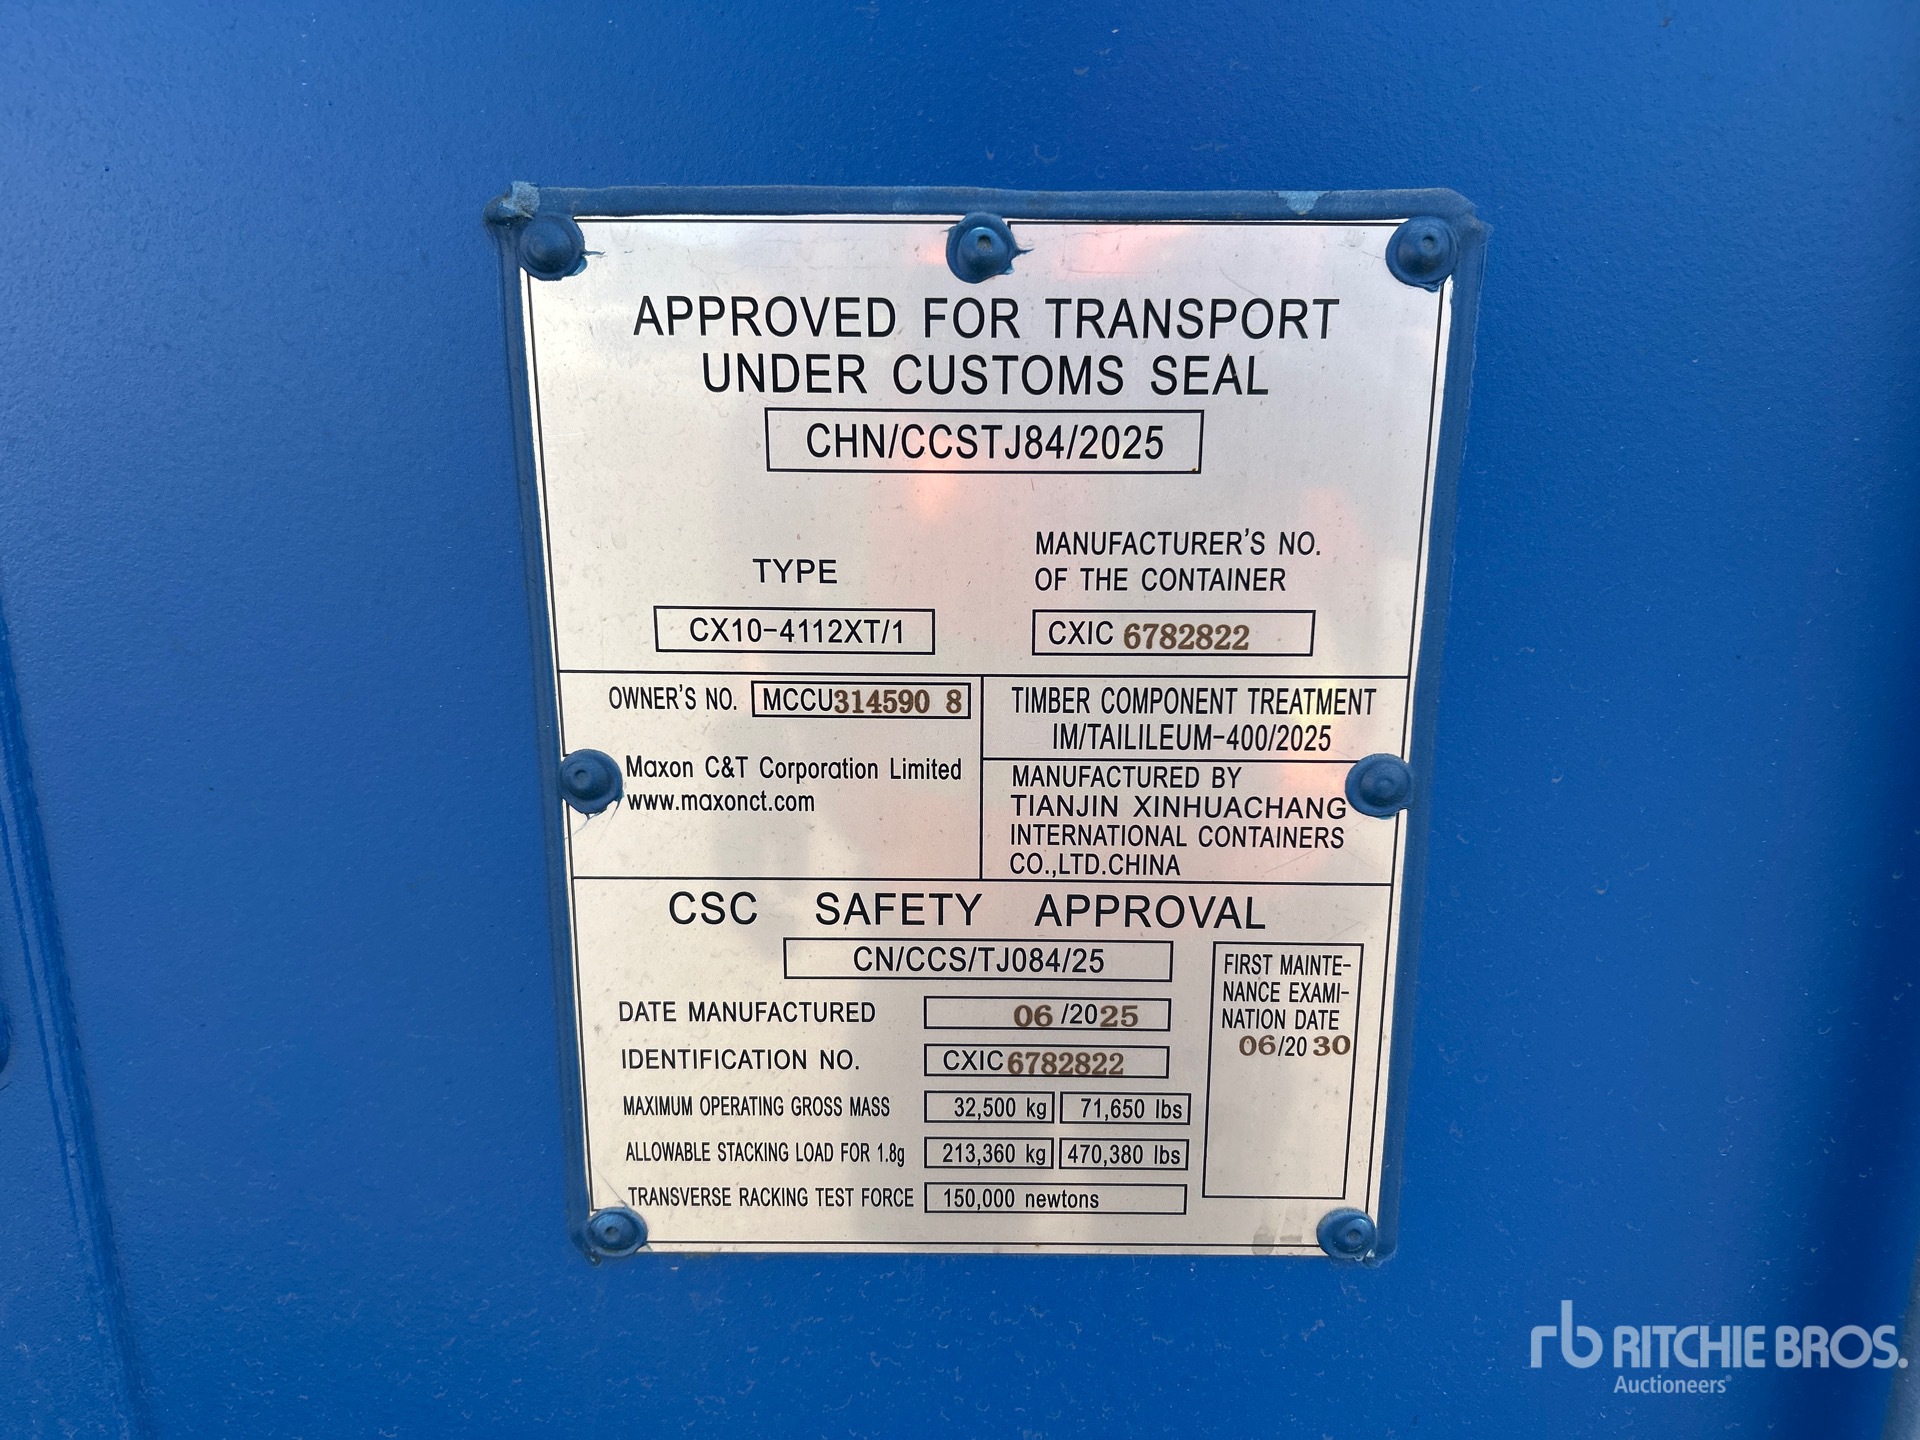 APPROVED FOR TRANSPORT
UNDER CUSTOMS SEAL
CHN/CCSTJ84/2025
TYPE
CX10-4112XT/1
MANUFACTURER'S NO.
OF THE CONTAINER
CXIC 6782822
OWNER'S NO. MCCU314590 8
Maxon C&T Corporation Limited
www.maxonct.com
TIMBER COMPONENT TREATMENT
IM/TAILILEUM-400/2025
MANUFACTURED BY
TIANJIN XINHUACHANG
INTERNATIONAL CONTAINERS
CO.,LTD.CHINA
CSC SAFETY APPROVAL
CN/CCS/TJ084/25
DATE MANUFACTURED 06/2025
IDENTIFICATION NO. CXIC6782822
MAXIMUM OPERATING GROSS MASS 32,500 kg 71,650 lbs
ALLOWABLE STACKING LOAD FOR 1.8g 213,360 kg 470,380 lbs
TRANSVERSE RACKING TEST FORCE 150,000 newtons
FIRST MAINTE-
NANCE EXAMI-
NATION DATE
06/2030
rb RITCHIE BROS.
Auctioneers